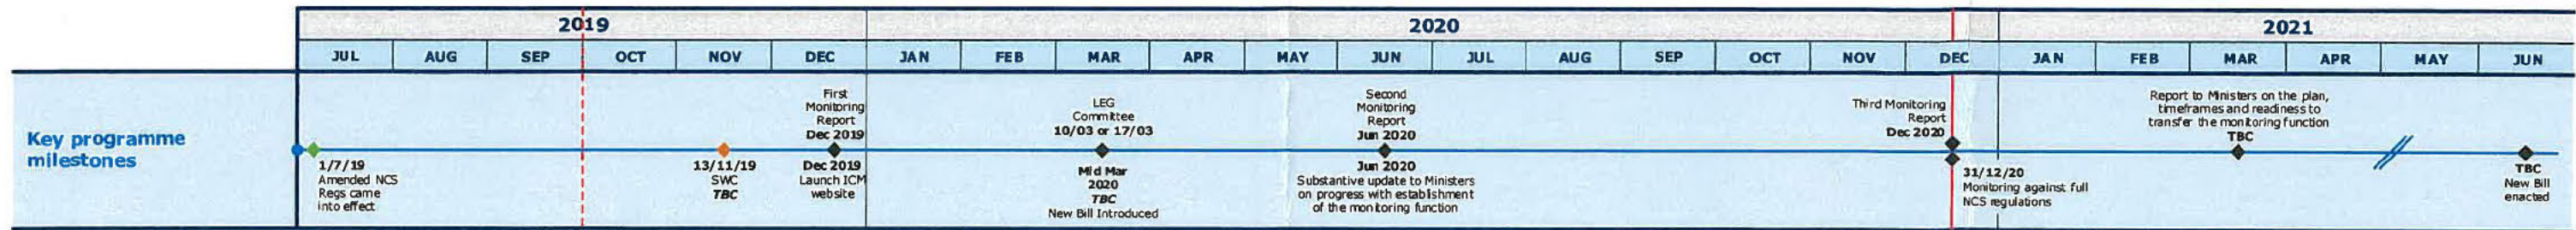 2019
2020
2021
JUL AUG SEP OCT NOV DEC JAN FEB MAR APR MAY JUN JUL AUG SEP OCT NOV DEC JAN FEB MAR APR MAY JUN
Key programme
milestones
1/7/19
Amended NCS
Regs came
into effect
13/11/19
SWC
TBC
First
Monitoring
Report
Dec 2019
Dec 2019
Launch ICM
website
LEG
Committee
10/03 or 17/03
Mid Mar
2020
TBC
New Bill Introduced
Second
Monitoring
Report
Jun 2020
Jun 2020
Substantive update to Ministers
on progress with establishment
of the monitoring function
Third Monitoring
Report
Dec 2020
31/12/20
Monitoring against full
NCS regulations
Report to Ministers on the plan,
timeframes and readiness to
transfer the monitoring function
TBC
TBC
New Bill
enacted